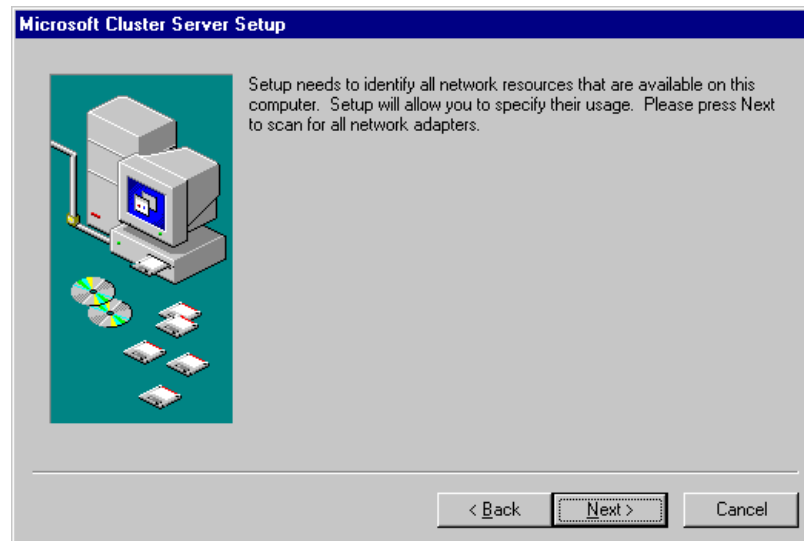 Microsoft Cluster Server Setup
Setup needs to identify all network resources that are available on this
computer. Setup will allow you to specify their usage. Please press Next
to scan for all network adapters.
< Back
Next >
Cancel